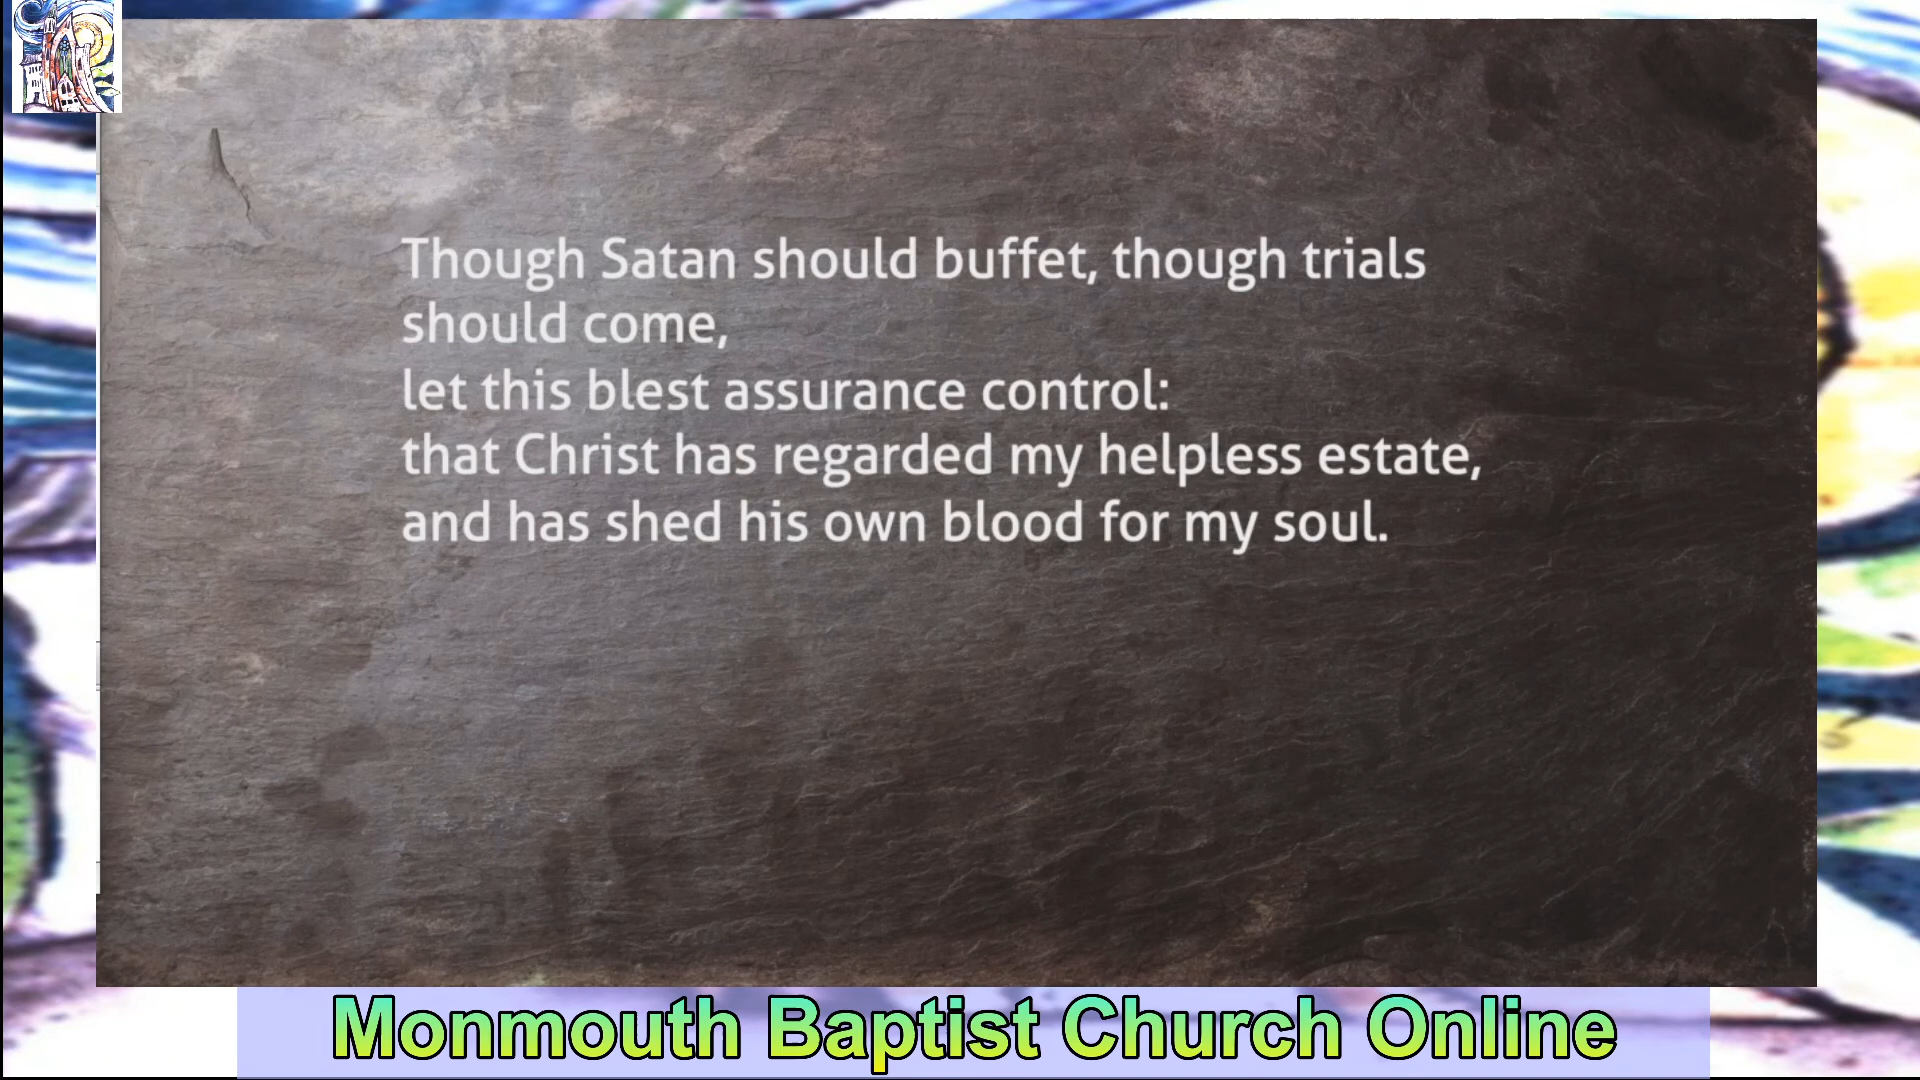 Though Satan should buffet, though trials
should come,
let this blest assurance control:
that Christ has regarded my helpless estate,
and has shed his own blood for my soul.
Monmouth Baptist Church Online